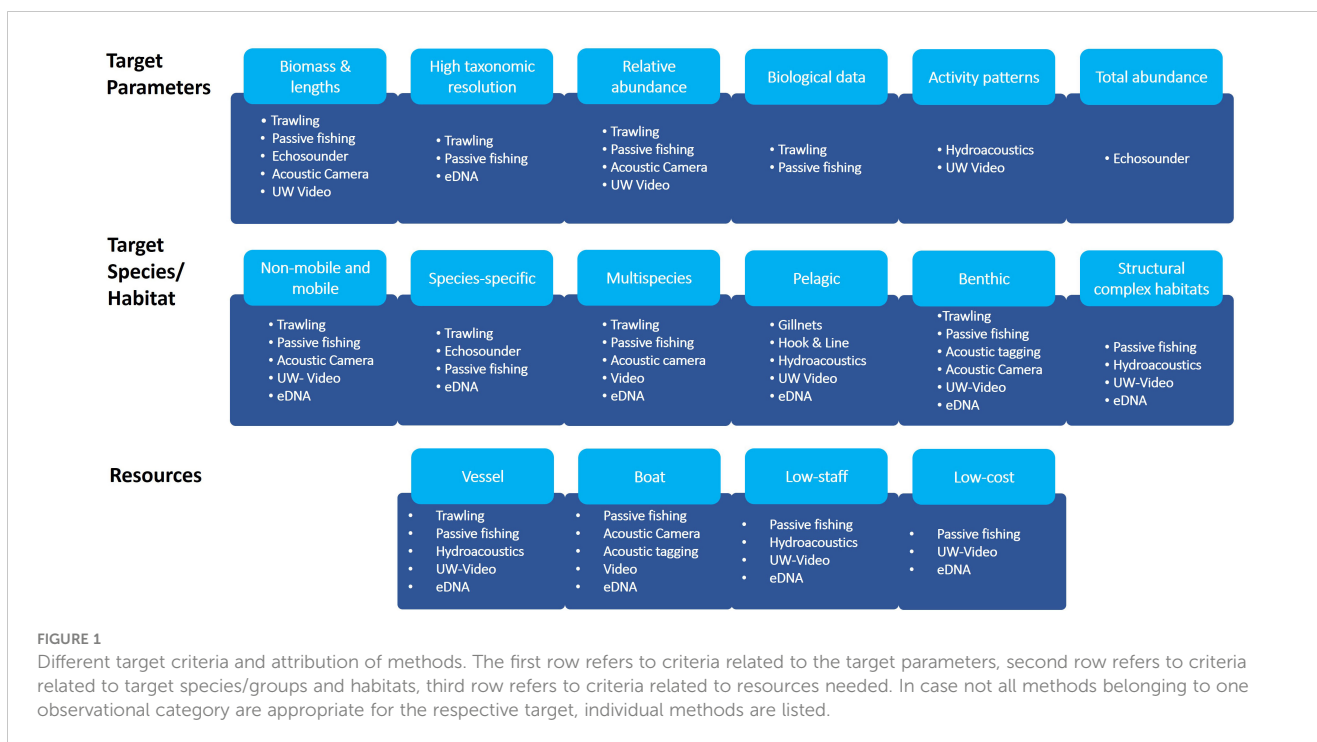 Target
Parameters
Biomass &
lengths
• Trawling
• Passive fishing
• Echosounder
• Acoustic Camera
• UW Video
High taxonomic
resolution
• Trawling
• Passive fishing
• eDNA
Relative
abundance
• Trawling
• Passive fishing
• Acoustic Camera
• UW Video
Biological data
• Trawling
• Passive fishing
Activity patterns
• Hydroacoustics
• UW Video
Total abundance
• Echosounder
Target
Species/
Habitat
Non-mobile and
mobile
• Trawling
• Passive fishing
• Acoustic Camera
• UW- Video
• eDNA
Species-specific
• Trawling
• Echosounder
• Passive fishing
• eDNA
Multispecies
• Trawling
• Passive fishing
• Acoustic camera
• Video
• eDNA
Pelagic
• Gillnets
• Hook & Line
• Hydroacoustics
• UW Video
• eDNA
Benthic
•Trawling
• Passive fishing
• Acoustic tagging
• Acoustic Camera
• UW-Video
• eDNA
Structural
complex habitats
• Passive fishing
• Hydroacoustics
• UW-Video
• eDNA
Resources
Vessel
• Trawling
• Passive fishing
• Hydroacoustics
• UW-Video
• eDNA
Boat
• Passive fishing
• Acoustic Camera
• Acoustic tagging
• Video
• eDNA
Low-staff
• Passive fishing
• Hydroacoustics
• UW-Video
• eDNA
Low-cost
• Passive fishing
• UW-Video
• eDNA
FIGURE 1
Different target criteria and attribution of methods. The first row refers to criteria related to the target parameters, second row refers to criteria
related to target species/groups and habitats, third row refers to criteria related to resources needed. In case not all methods belonging to one
observational category are appropriate for the respective target, individual methods are listed.